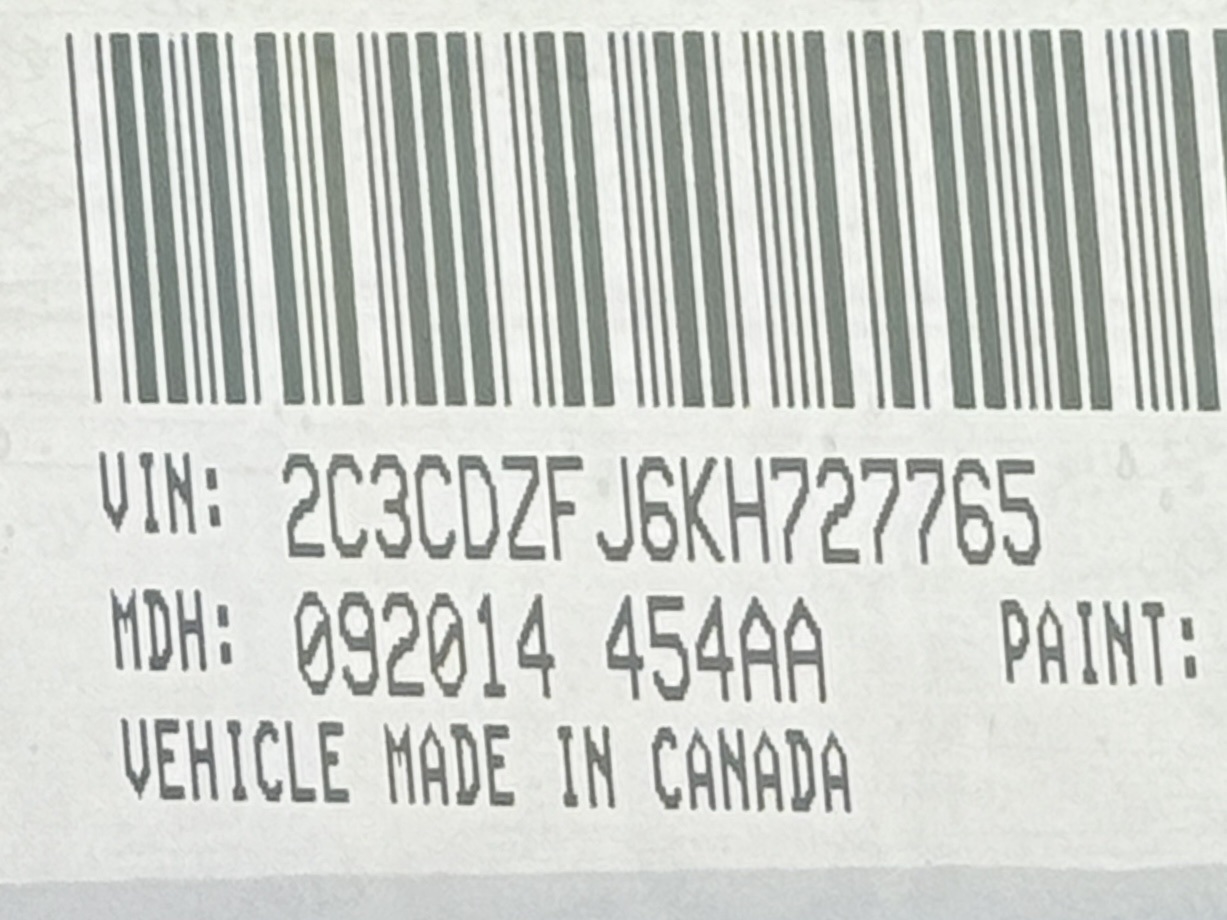 VIN: 2C3CDZFJ6KH727765
MDH: 092014 454AA PAINT:
VEHICLE MADE IN CANADA